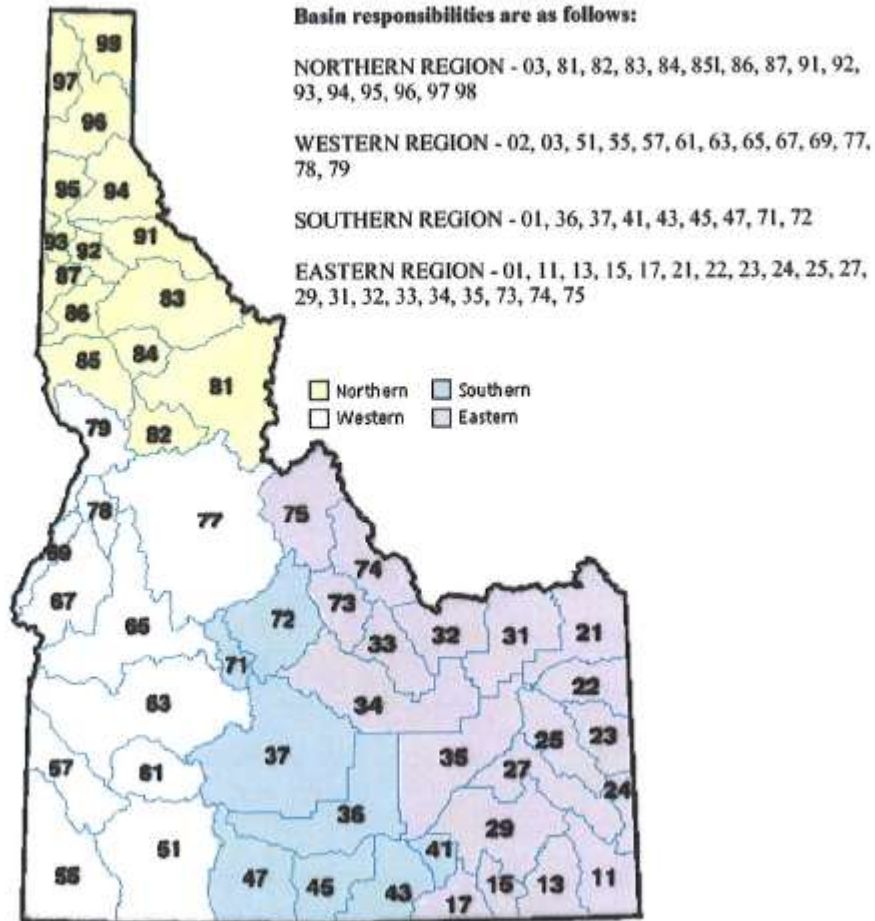 Basin responsibilities are as follows:
NORTHERN REGION - 03, 81, 82, 83, 84, 85I, 86, 87, 91, 92,
93, 94, 95, 96, 97 98
WESTERN REGION - 02, 03, 51, 55, 57, 61, 63, 65, 67, 69, 77,
78, 79
SOUTHERN REGION - 01, 36, 37, 41, 43, 45, 47, 71, 72
EASTERN REGION - 01, 11, 13, 15, 17, 21, 22, 23, 24, 25, 27,
29, 31, 32, 33, 34, 35, 73, 74, 75
Northern Southern
Western Eastern
98
97
96
95 94
93 92 91
87
86 83
85 84
81
79 82
78 77 75
69 74
67 73
65 72 32 31 21
33
71 22
34
63
37 35 25 23
57 61 27
24
36
29
51 41
55 47 45 43 15 13 11
17